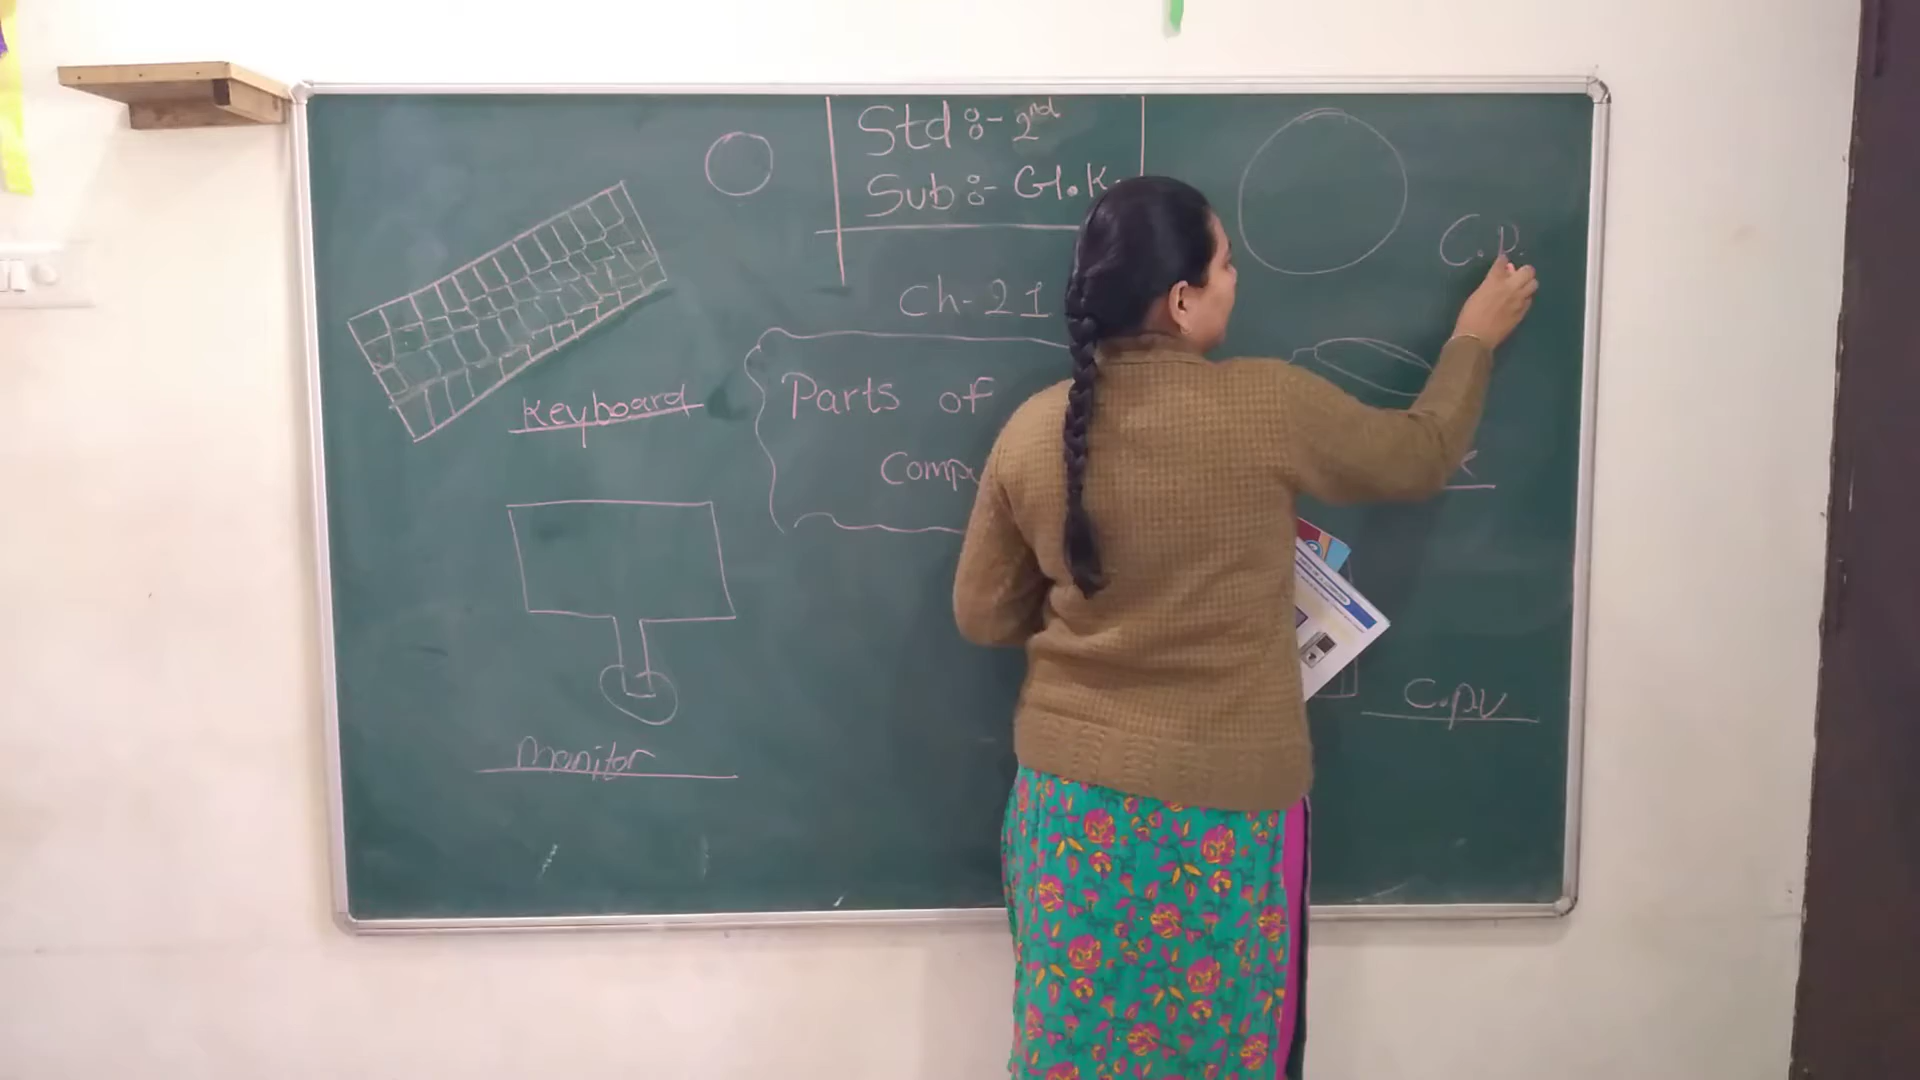 Std :- 2nd
Sub :- G.K.
Ch-21
Parts of
Keyboard
Monitor
C.P.
C.P.U